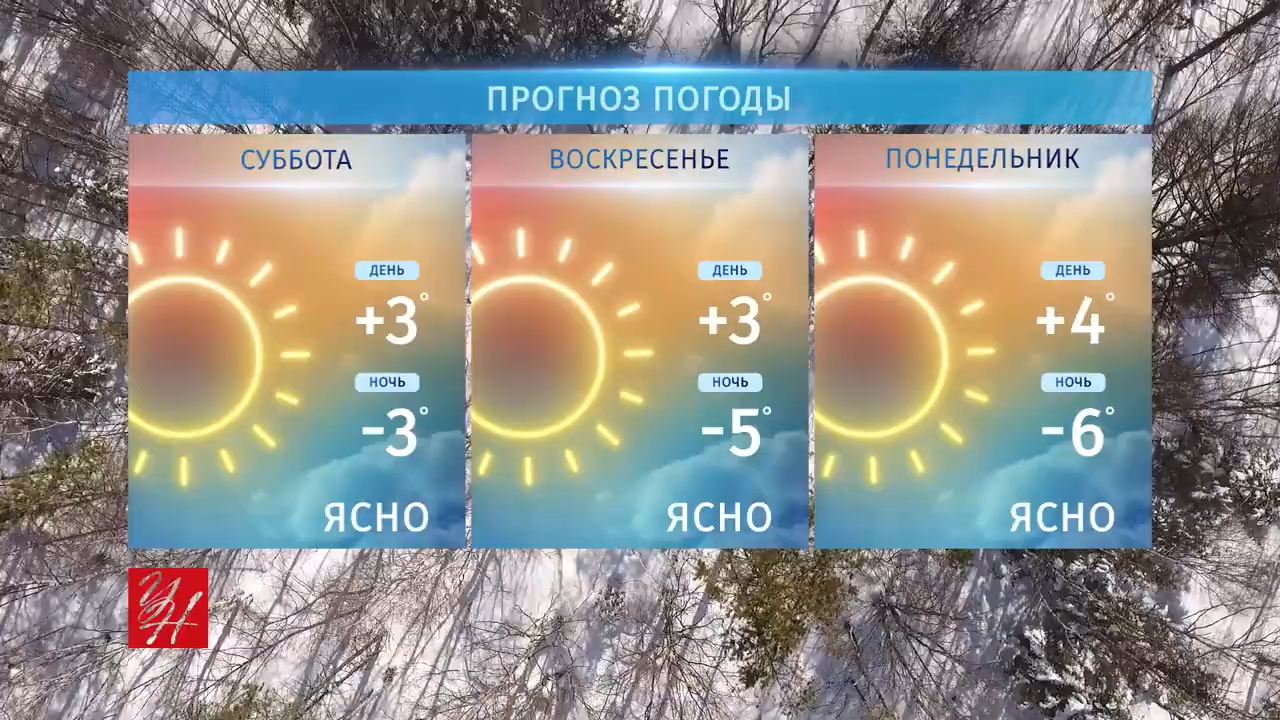 ПРОГНОЗ ПОГОДЫ
СУББОТА
ДЕНЬ
+3°
НОЧЬ
-3°
ЯСНО
ВОСКРЕСЕНЬЕ
ДЕНЬ
+3°
НОЧЬ
-5°
ЯСНО
ПОНЕДЕЛЬНИК
ДЕНЬ
+4°
НОЧЬ
-6°
ЯСНО
УН